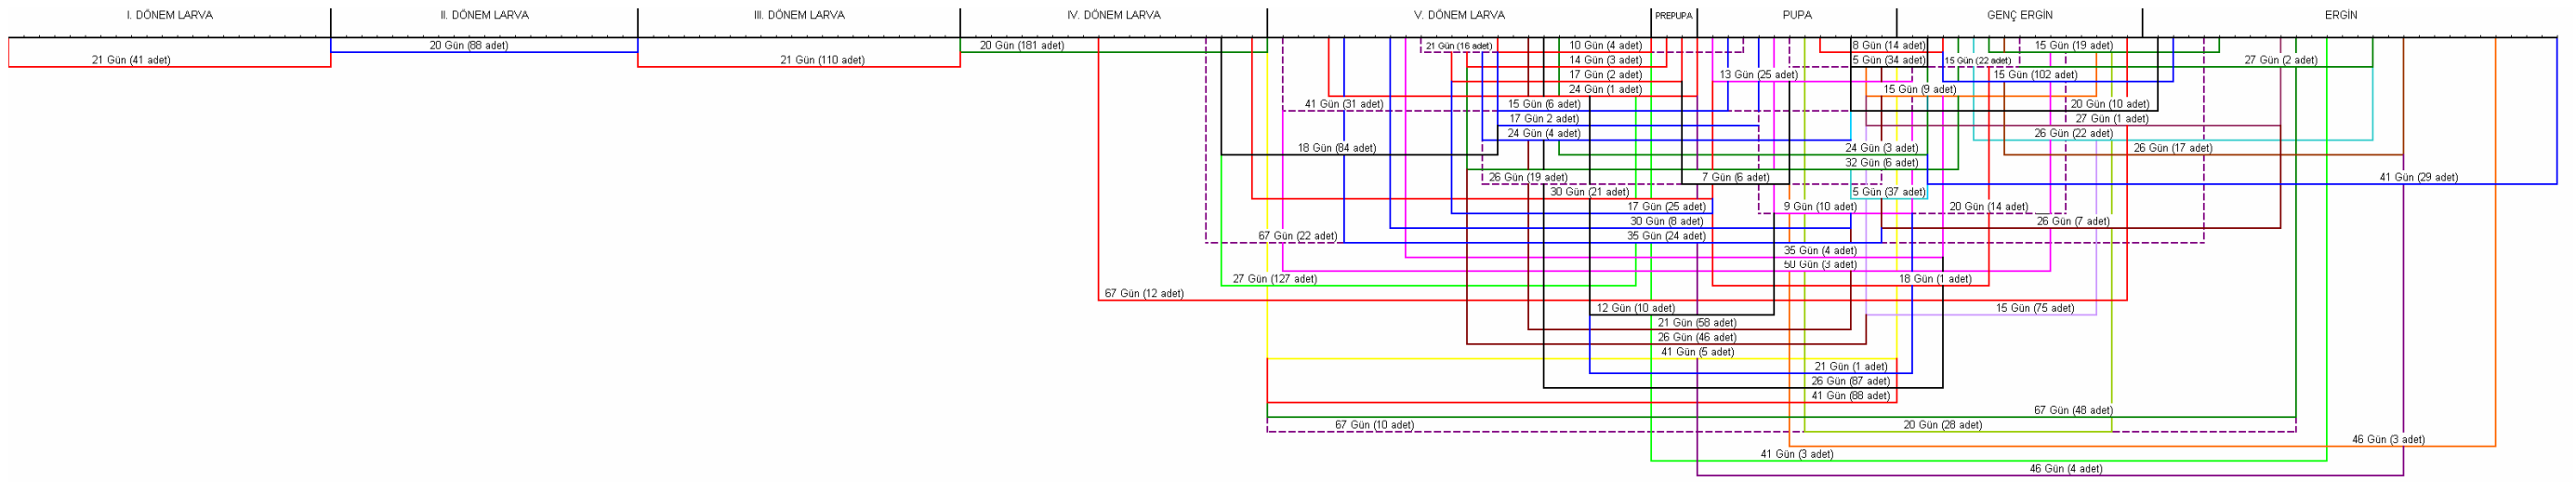 I. DÖNEM LARVA
II. DÖNEM LARVA
III. DÖNEM LARVA
IV. DÖNEM LARVA
V. DÖNEM LARVA
PREPUPA
PUPA
GENÇ ERGİN
ERGİN
20 Gün (88 adet)
20 Gün (181 adet)
21 Gün (16 adet)
10 Gün (4 adet)
8 Gün (14 adet)
15 Gün (19 adet)
21 Gün (41 adet)
21 Gün (110 adet)
14 Gün (3 adet)
5 Gün (34 adet)
15 Gün (22 adet)
27 Gün (2 adet)
17 Gün (2 adet)
13 Gün (25 adet)
15 Gün (102 adet)
24 Gün (1 adet)
15 Gün (9 adet)
41 Gün (31 adet)
15 Gün (6 adet)
20 Gün (10 adet)
17 Gün 2 adet)
27 Gün (1 adet)
24 Gün (4 adet)
26 Gün (22 adet)
18 Gün (84 adet)
24 Gün (3 adet)
26 Gün (17 adet)
32 Gün (6 adet)
26 Gün (19 adet)
7 Gün (6 adet)
41 Gün (29 adet)
30 Gün (21 adet)
5 Gün (37 adet)
17 Gün (25 adet)
9 Gün (10 adet)
20 Gün (14 adet)
30 Gün (8 adet)
26 Gün (7 adet)
67 Gün (22 adet)
35 Gün (24 adet)
35 Gün (4 adet)
50 Gün (3 adet)
27 Gün (127 adet)
18 Gün (1 adet)
67 Gün (12 adet)
12 Gün (10 adet)
15 Gün (75 adet)
21 Gün (58 adet)
26 Gün (46 adet)
41 Gün (5 adet)
21 Gün (1 adet)
26 Gün (87 adet)
41 Gün (88 adet)
67 Gün (48 adet)
67 Gün (10 adet)
20 Gün (28 adet)
46 Gün (3 adet)
41 Gün (3 adet)
46 Gün (4 adet)